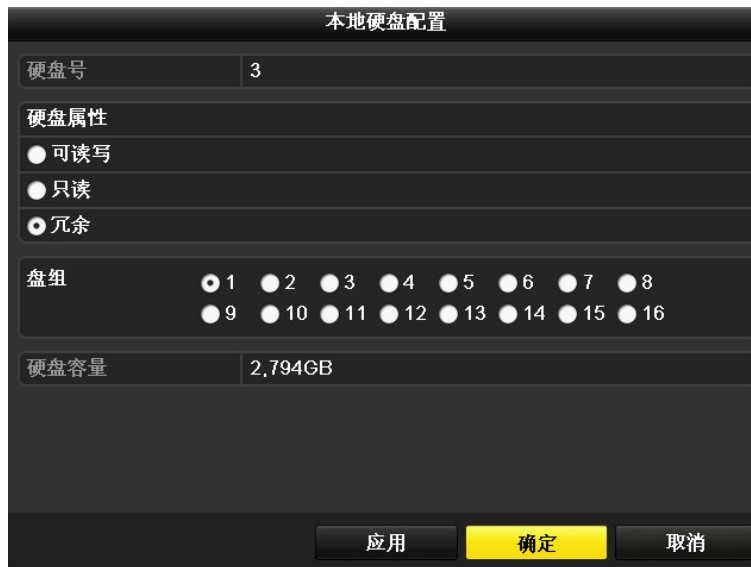 本地硬盘配置
硬盘号 3
硬盘属性
可读写
只读
冗余
盘组 1 2 3 4 5 6 7 8
9 10 11 12 13 14 15 16
硬盘容量 2,794GB
应用 确定 取消